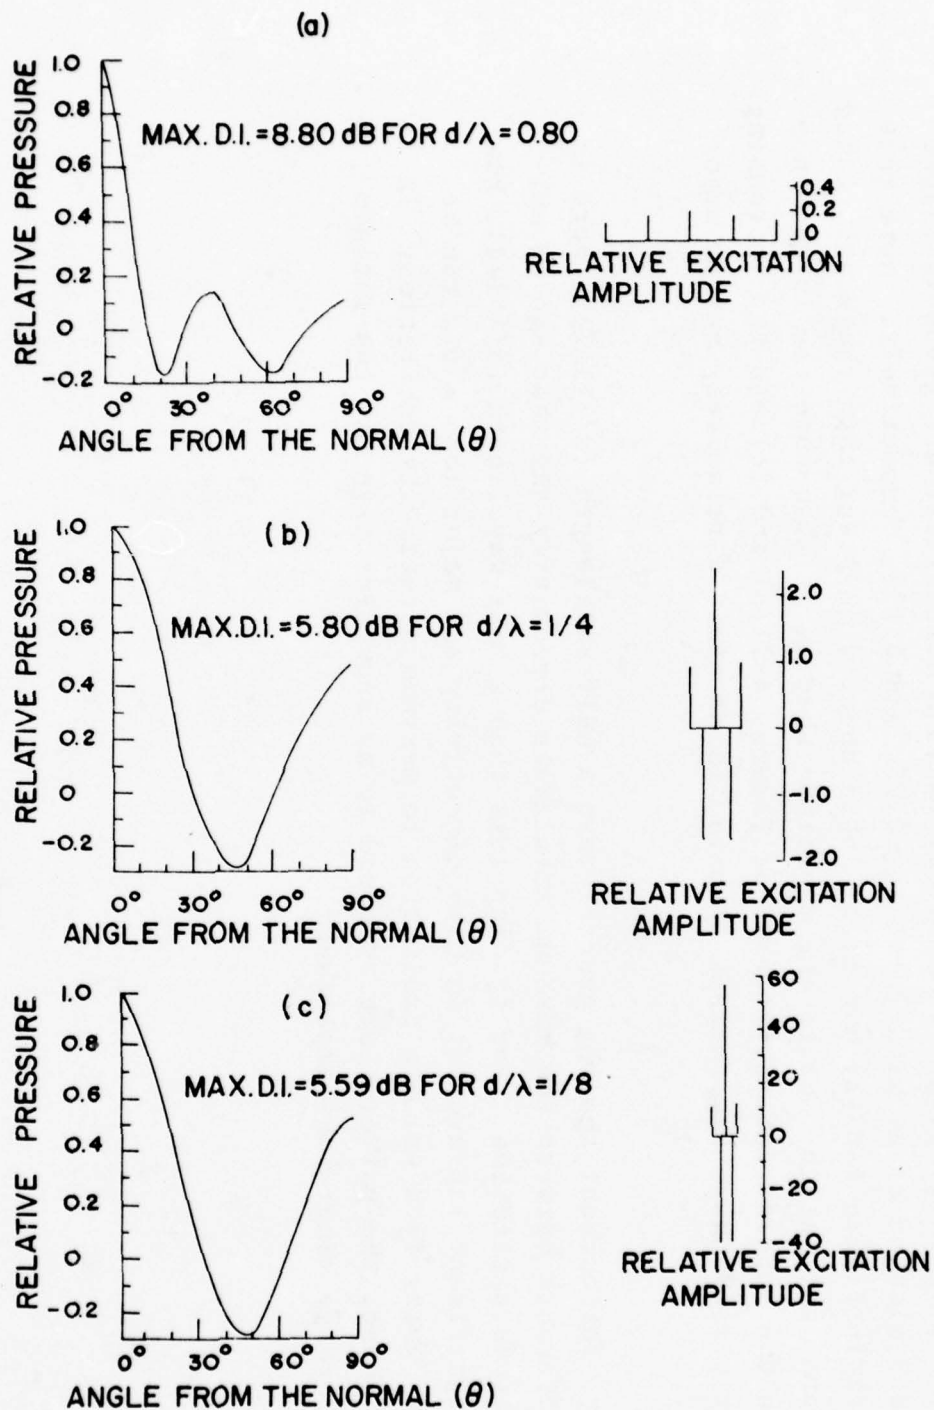 (a)
RELATIVE PRESSURE
1.0
0.8
0.6
0.4
0.2
0
-0.2
MAX. D.I.=8.80 dB FOR d/λ=0.80
0° 30° 60° 90°
ANGLE FROM THE NORMAL (θ)
0.4
0.2
0
RELATIVE EXCITATION
AMPLITUDE
(b)
RELATIVE PRESSURE
1.0
0.8
0.6
0.4
0.2
0
-0.2
MAX.D.I.=5.80 dB FOR d/λ=1/4
0° 30° 60° 90°
ANGLE FROM THE NORMAL (θ)
2.0
1.0
0
-1.0
-2.0
RELATIVE EXCITATION
AMPLITUDE
(c)
RELATIVE PRESSURE
1.0
0.8
0.6
0.4
0.2
0
-0.2
MAX.D.I.=5.59 dB FOR d/λ=1/8
0° 30° 60° 90°
ANGLE FROM THE NORMAL (θ)
60
40
20
0
-20
-40
RELATIVE EXCITATION
AMPLITUDE